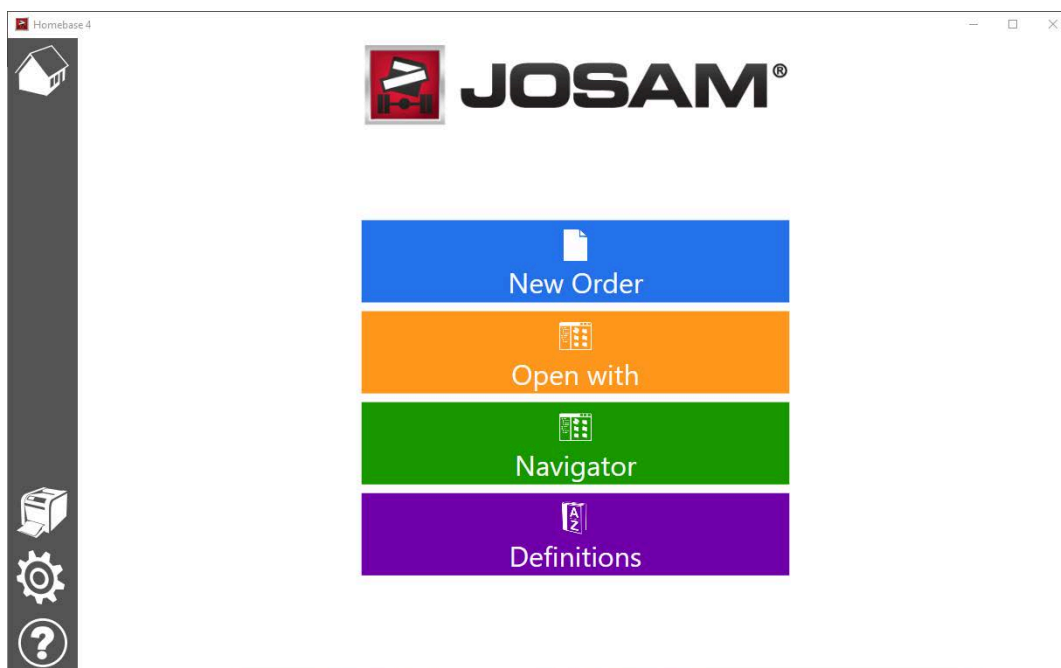 Homebase 4
JOSAM®
New Order
Open with
Navigator
A
Z
Definitions
?